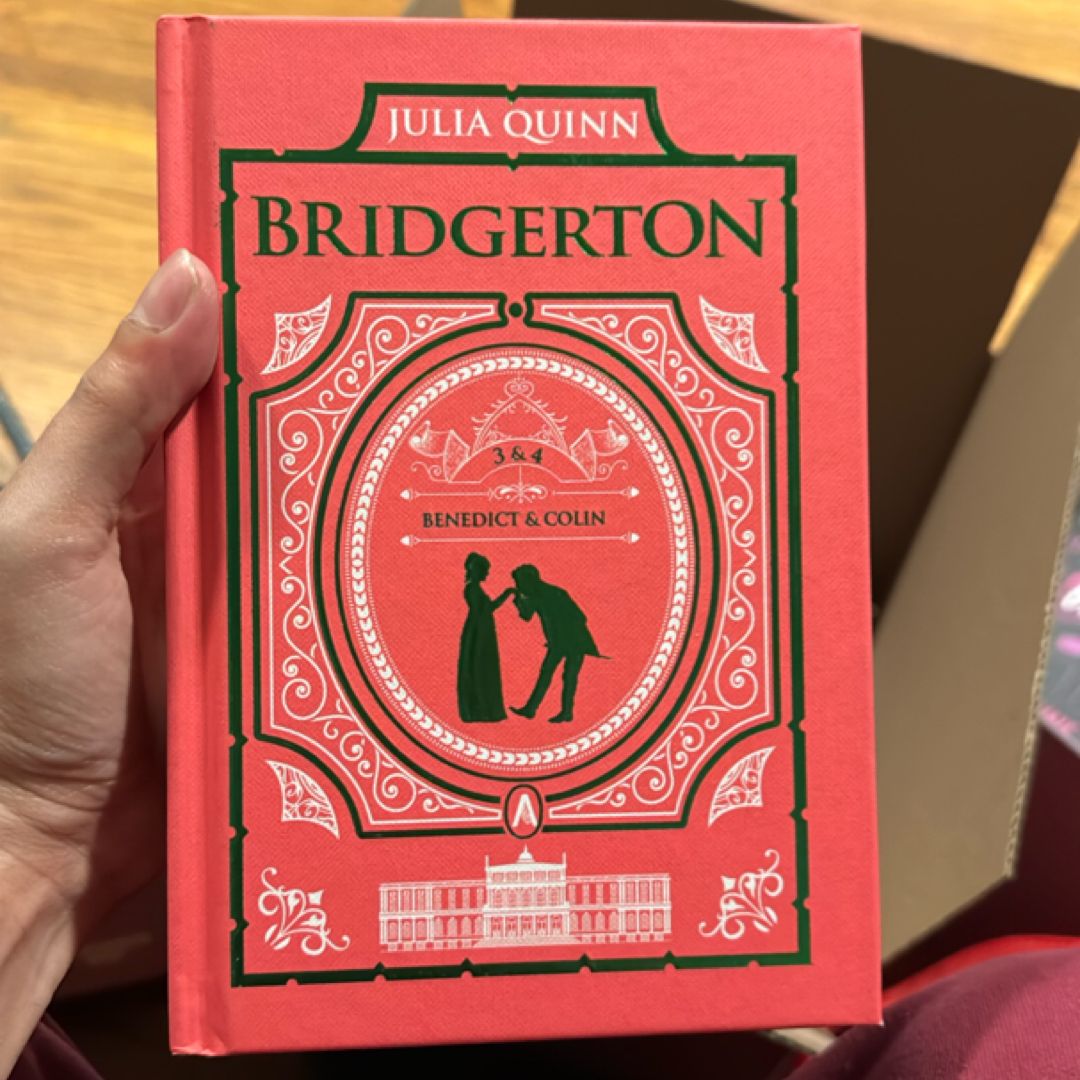 JULIA QUINN
BRIDGERTON
3 & 4
BENEDICT & COLIN